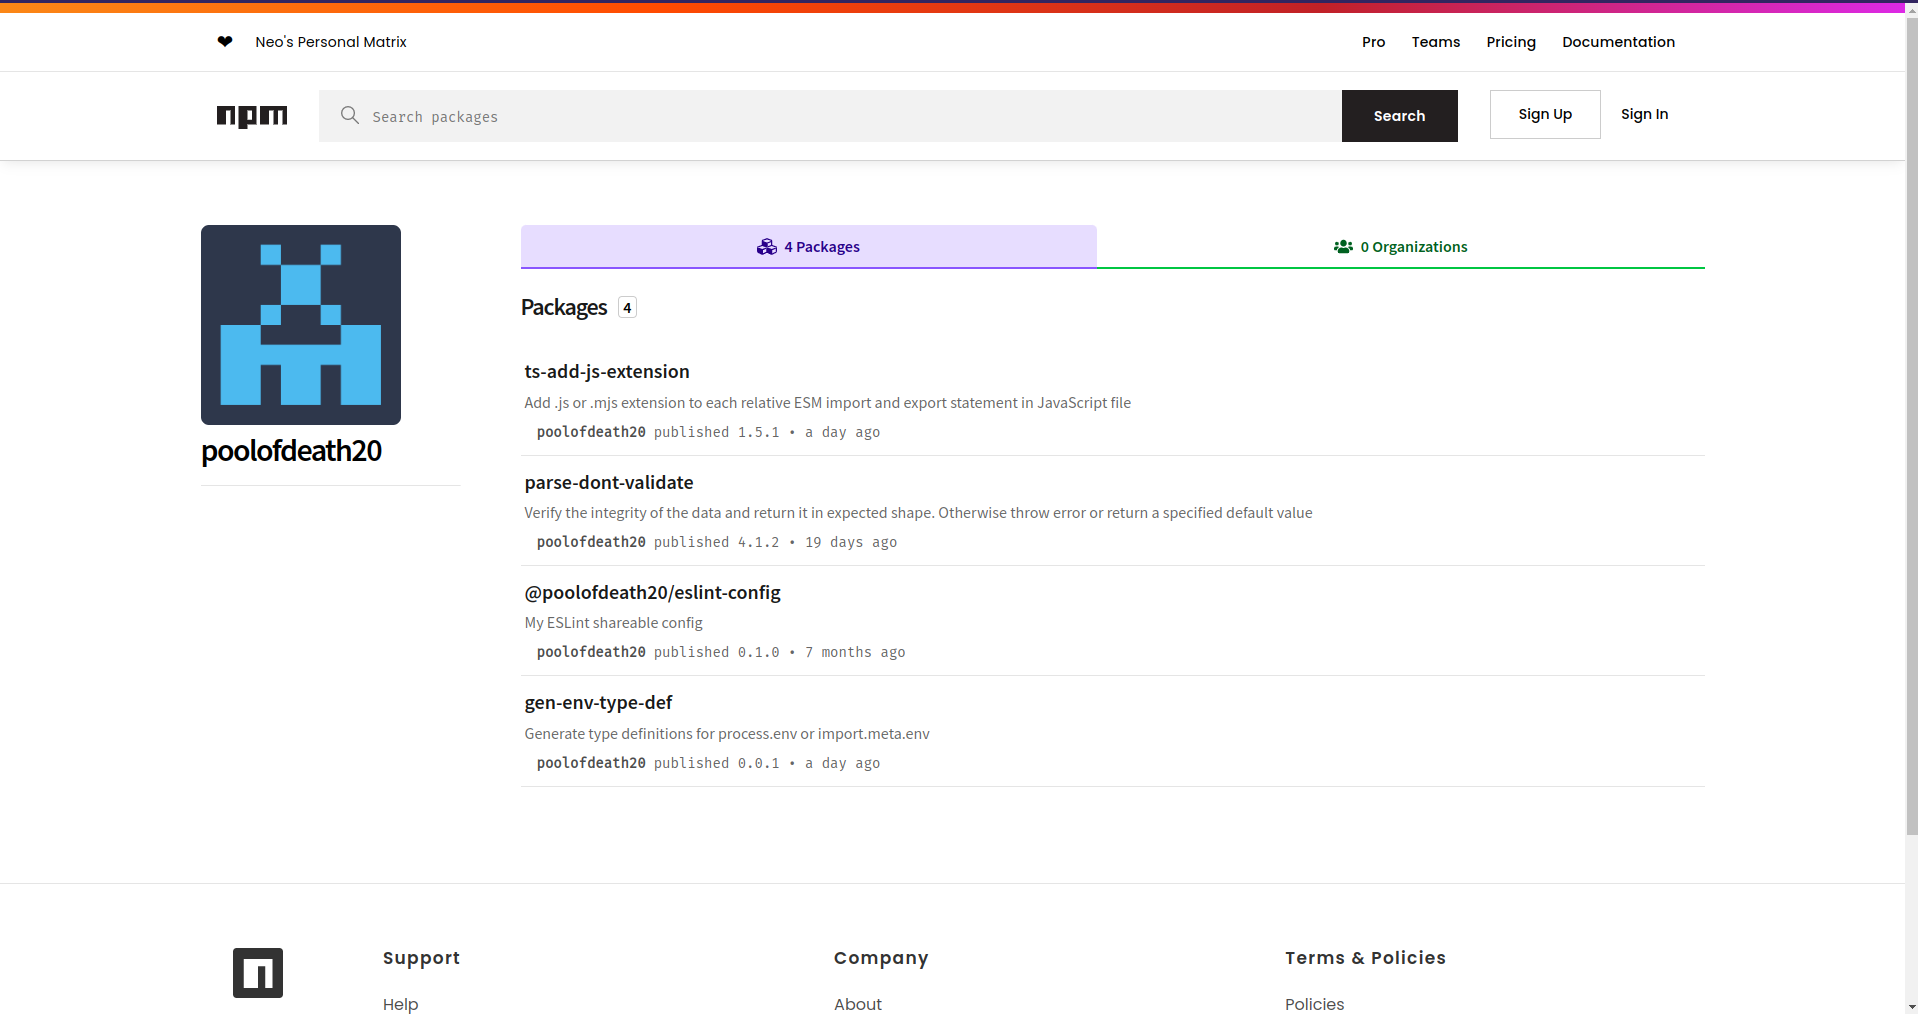 ❤ Neo's Personal Matrix
Pro Teams Pricing Documentation
npm Search packages Search Sign Up Sign In
4 Packages 0 Organizations
poolofdeath20
Packages 4
ts-add-js-extension
Add .js or .mjs extension to each relative ESM import and export statement in JavaScript file
poolofdeath20 published 1.5.1 • a day ago
parse-dont-validate
Verify the integrity of the data and return it in expected shape. Otherwise throw error or return a specified default value
poolofdeath20 published 4.1.2 • 19 days ago
@poolofdeath20/eslint-config
My ESLint shareable config
poolofdeath20 published 0.1.0 • 7 months ago
gen-env-type-def
Generate type definitions for process.env or import.meta.env
poolofdeath20 published 0.0.1 • a day ago
Support
Help
Company
About
Terms & Policies
Policies